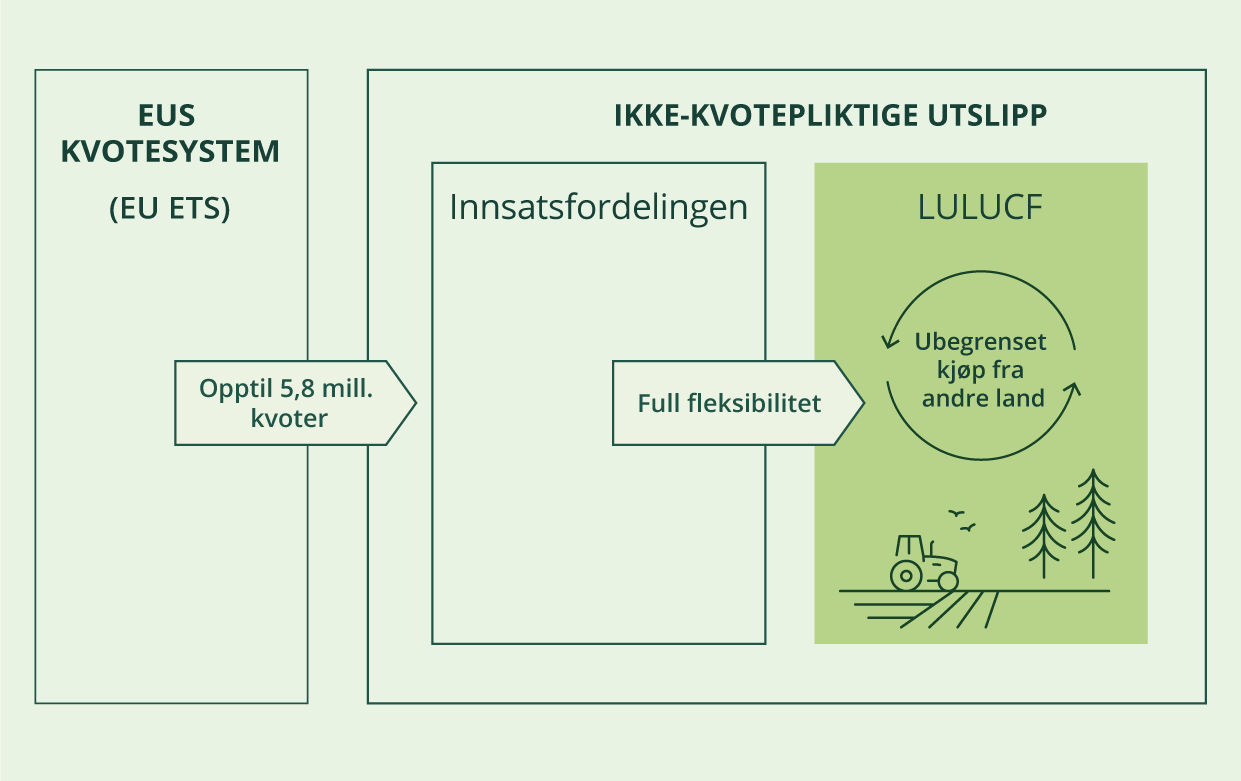 EUS
KVOTESYSTEM
(EU ETS)
Opptil 5,8 mill.
kvoter
IKKE-KVOTEPLIKTIGE UTSLIPP
Innsatsfordelingen
Full fleksibilitet
LULUCF
Ubegrenset
kjøp fra
andre land